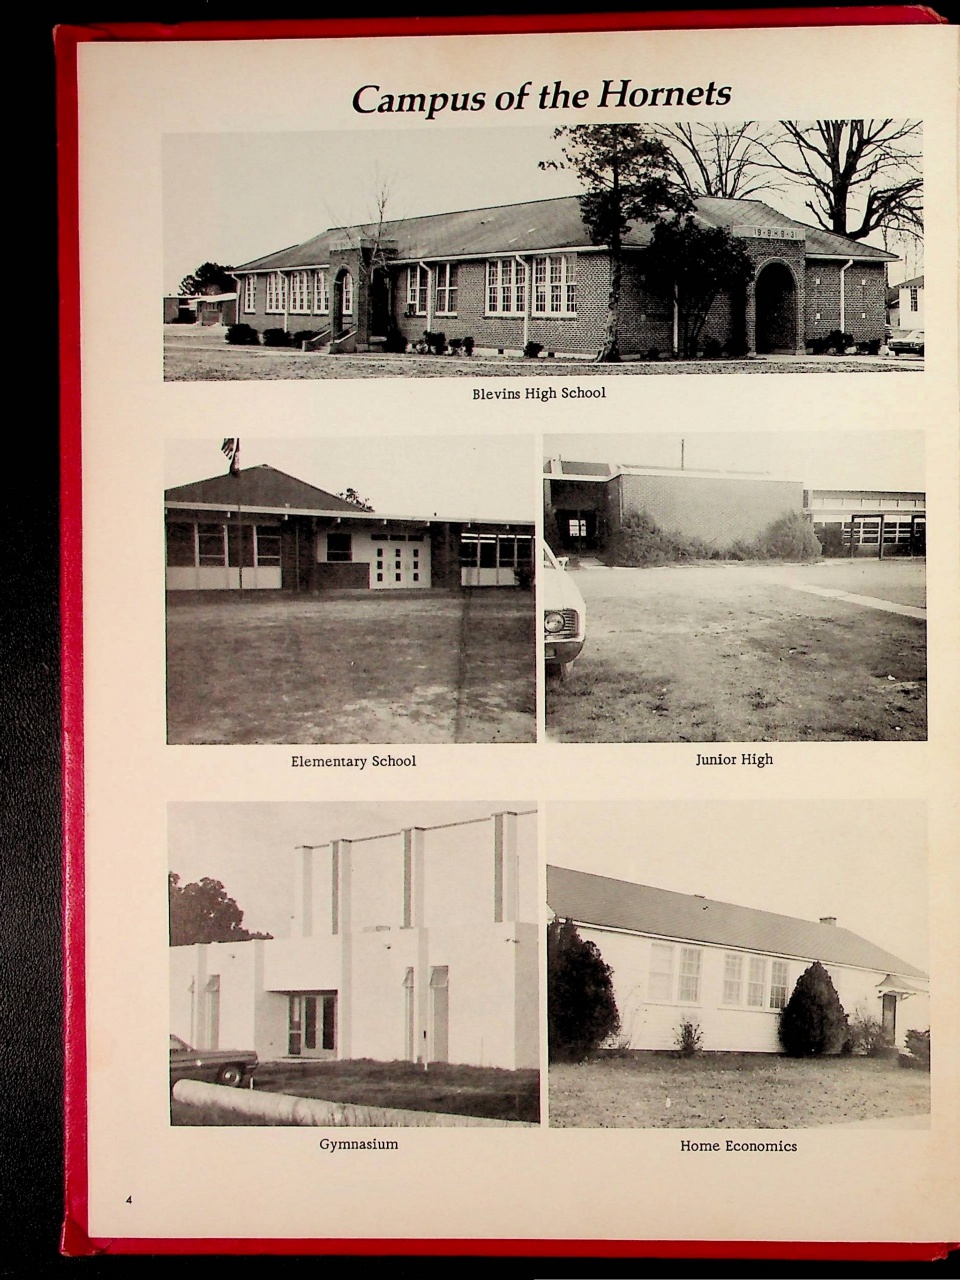 Campus of the Hornets
19-B-H-S-31
Blevins High School
Elementary School
Junior High
Gymnasium
Home Economics
4